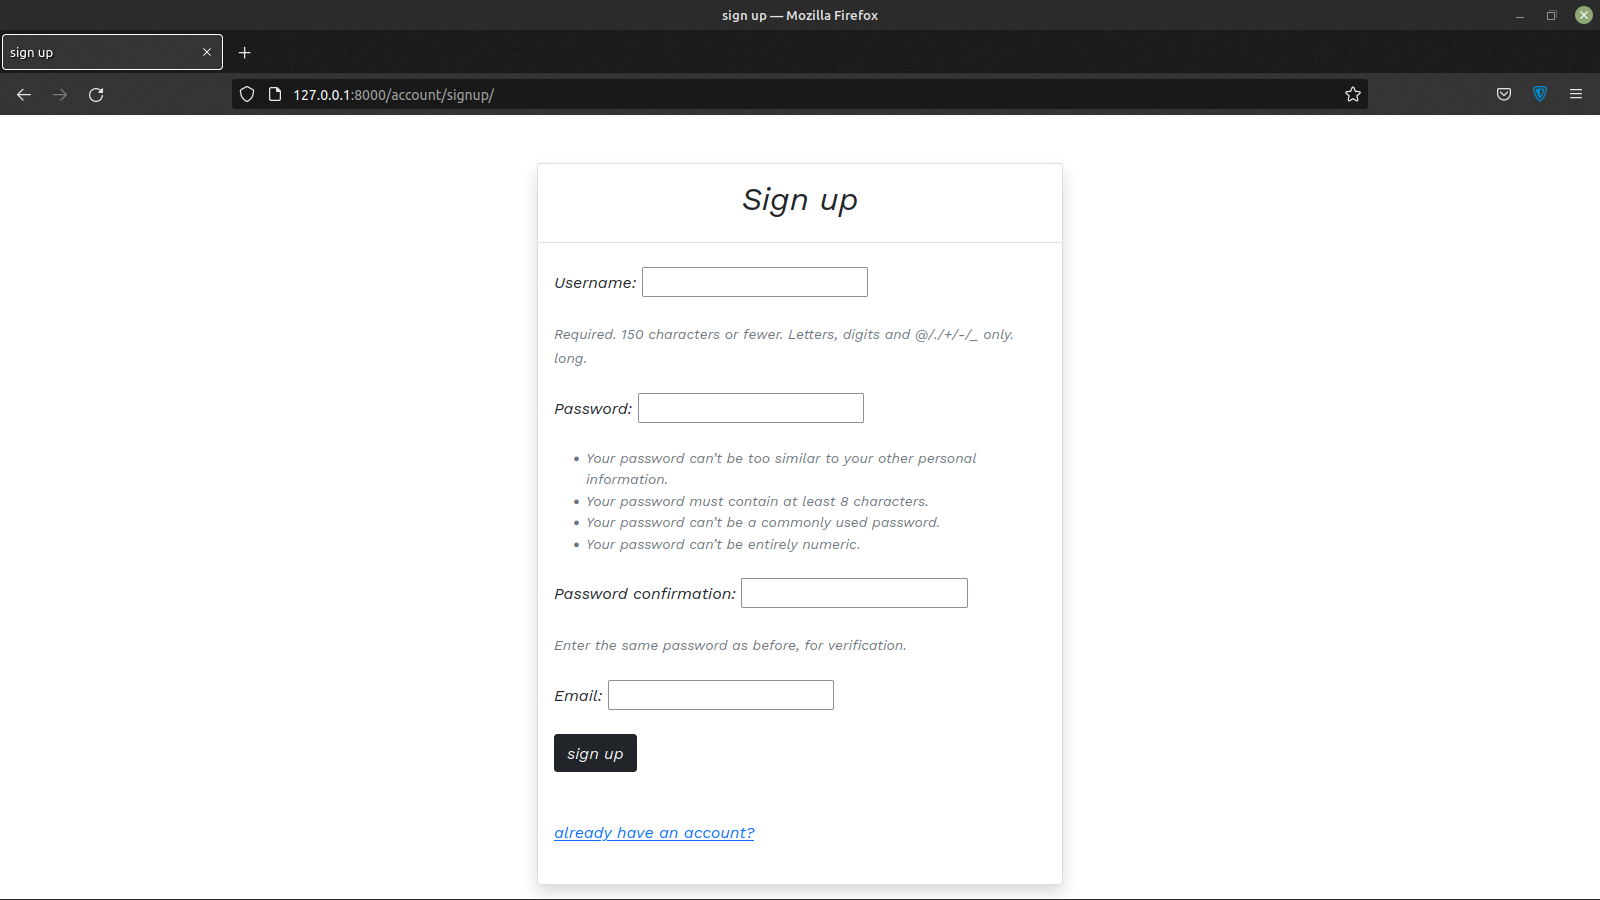 sign up — Mozilla Firefox
sign up
127.0.0.1:8000/account/signup/
Sign up
Username:
Required. 150 characters or fewer. Letters, digits and @/./+/-/_ only.
long.
Password:
• Your password can’t be too similar to your other personal
information.
• Your password must contain at least 8 characters.
• Your password can’t be a commonly used password.
• Your password can’t be entirely numeric.
Password confirmation:
Enter the same password as before, for verification.
Email:
sign up
already have an account?